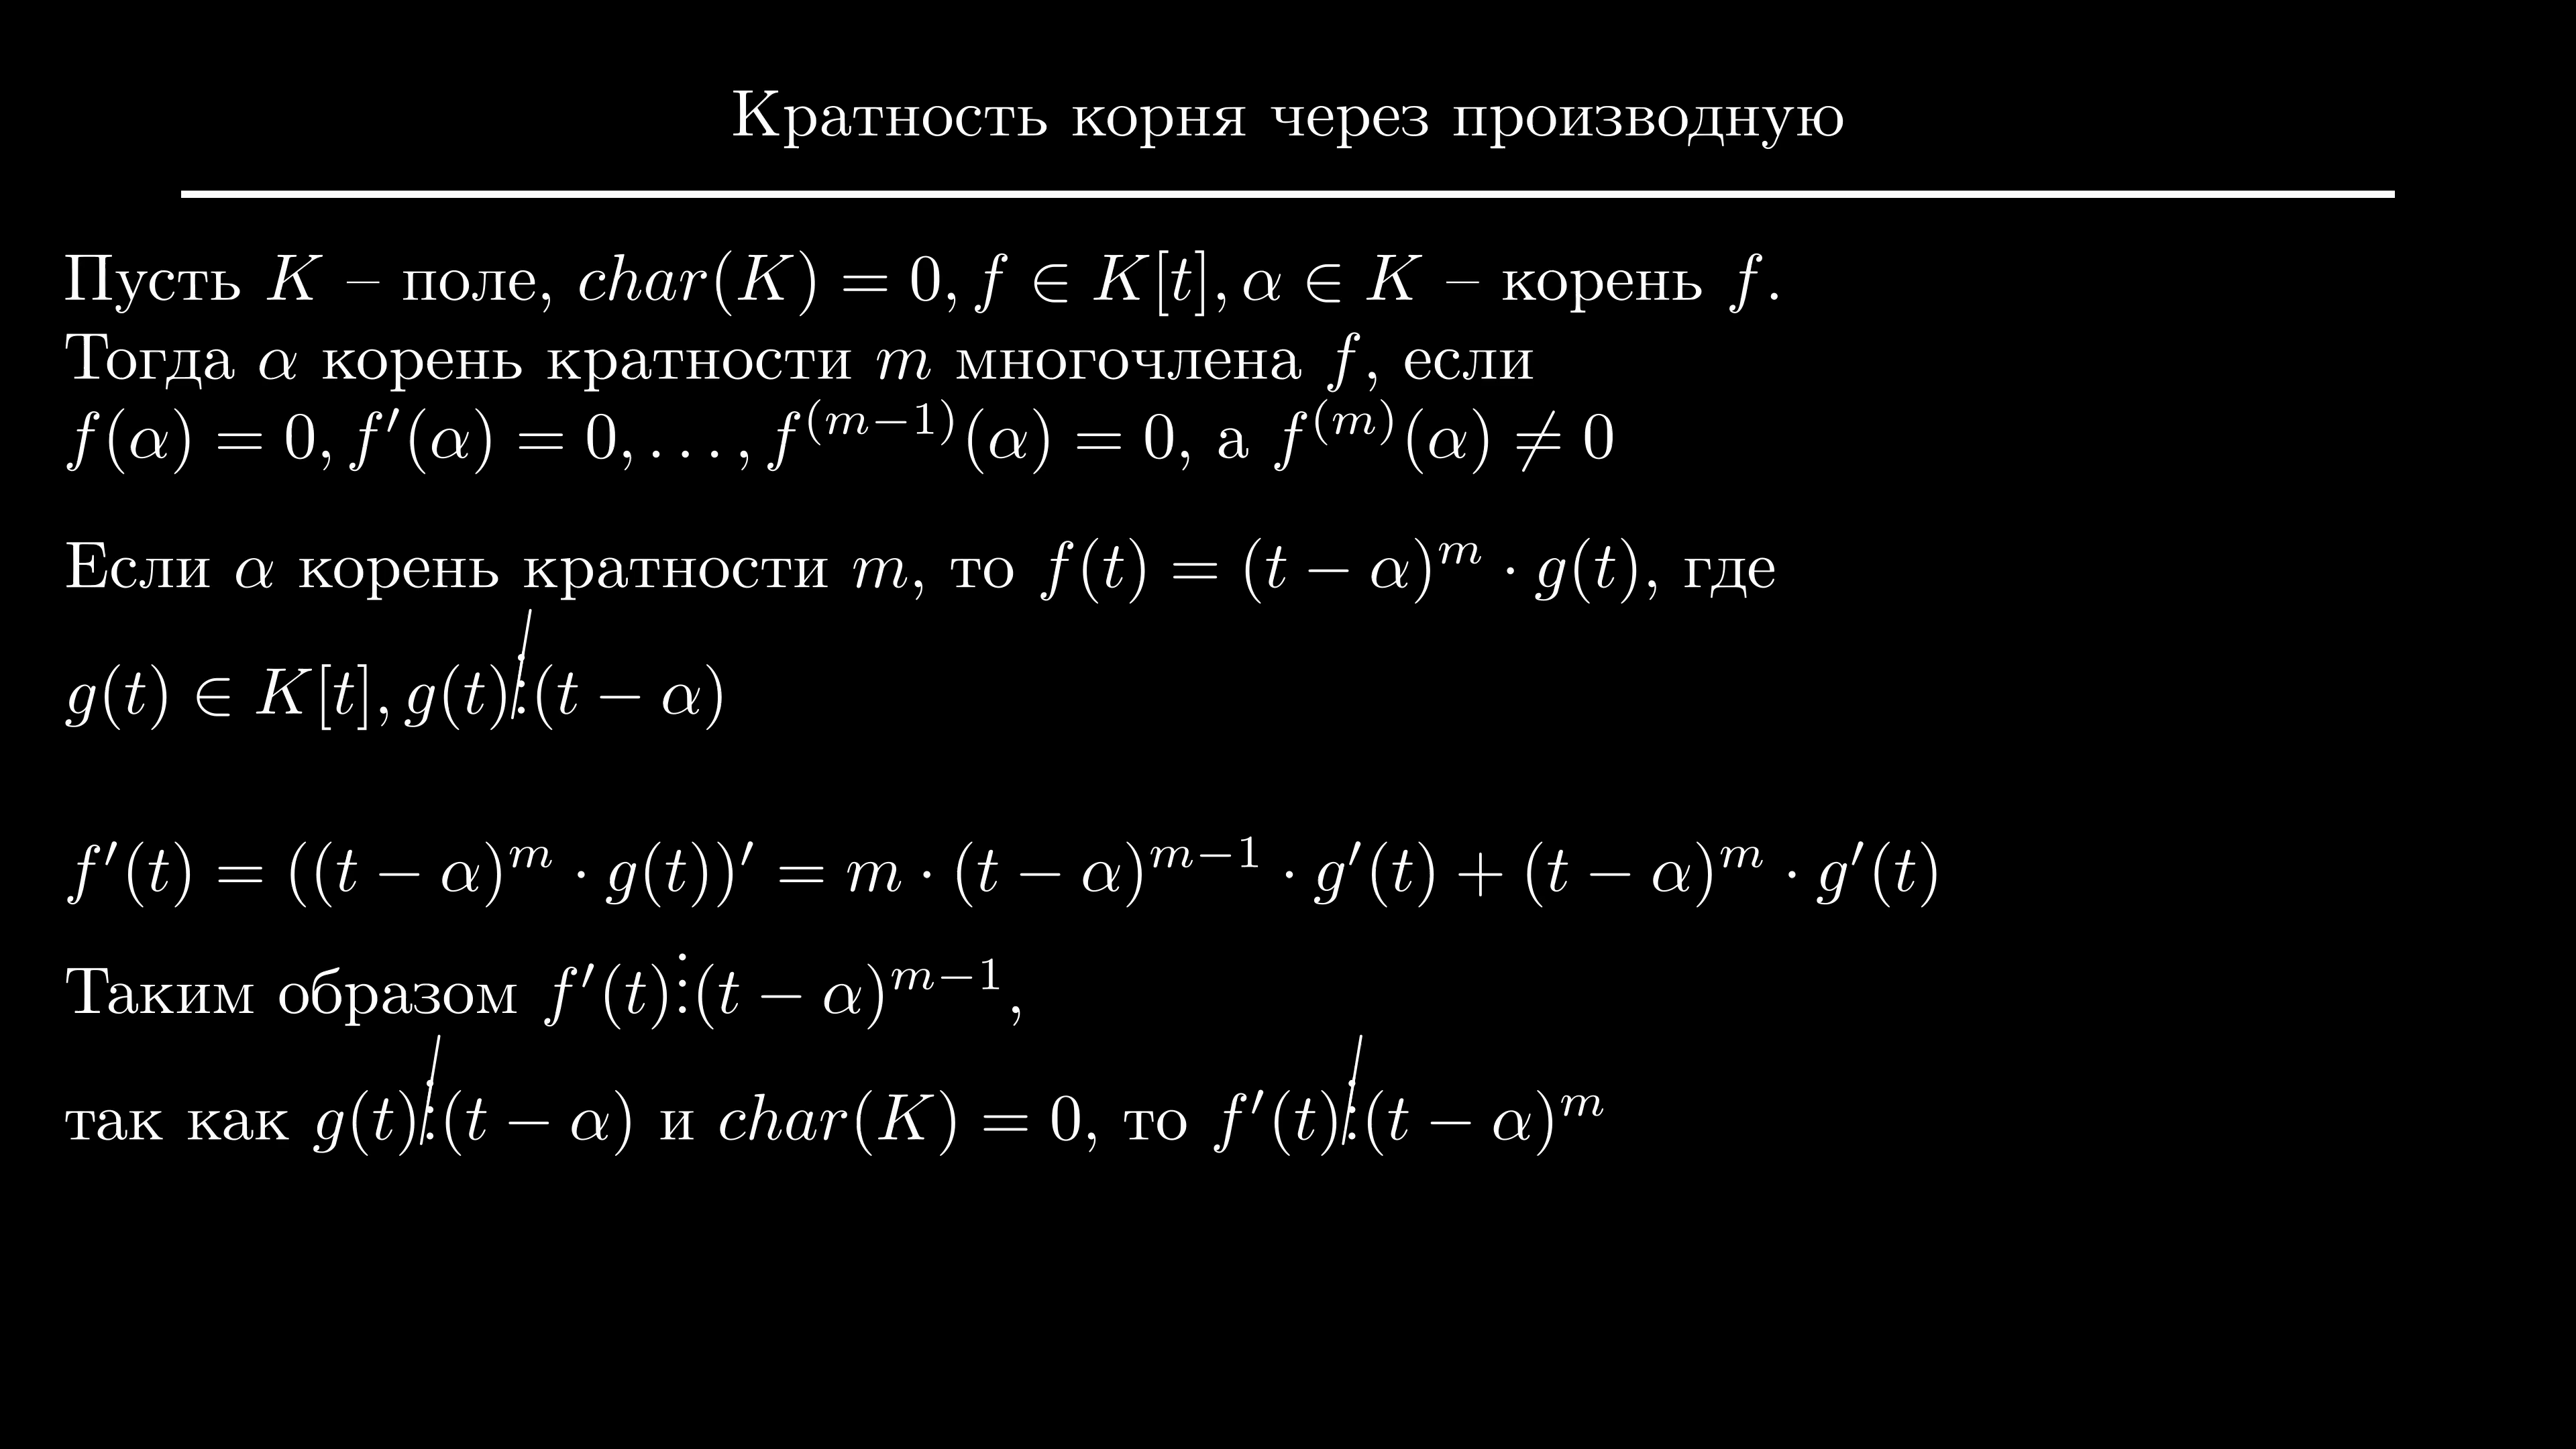 Кратность корня через производную
Пусть K – поле, char(K) = 0, f ∈ K[t], α ∈ K – корень f.
Тогда α корень кратности m многочлена f, если
f(α) = 0, f′(α) = 0, . . . , f^(m−1)(α) = 0, а f^(m)(α) ≠ 0
Если α корень кратности m, то f(t) = (t − α)^m · g(t), где
g(t) ∈ K[t], g(t)⋮̸(t − α)
f′(t) = ((t − α)^m · g(t))′ = m · (t − α)^{m−1} · g′(t) + (t − α)^m · g′(t)
Таким образом f′(t)⋮(t − α)^{m−1},
так как g(t)⋮̸(t − α) и char(K) = 0, то f′(t)⋮̸(t − α)^m